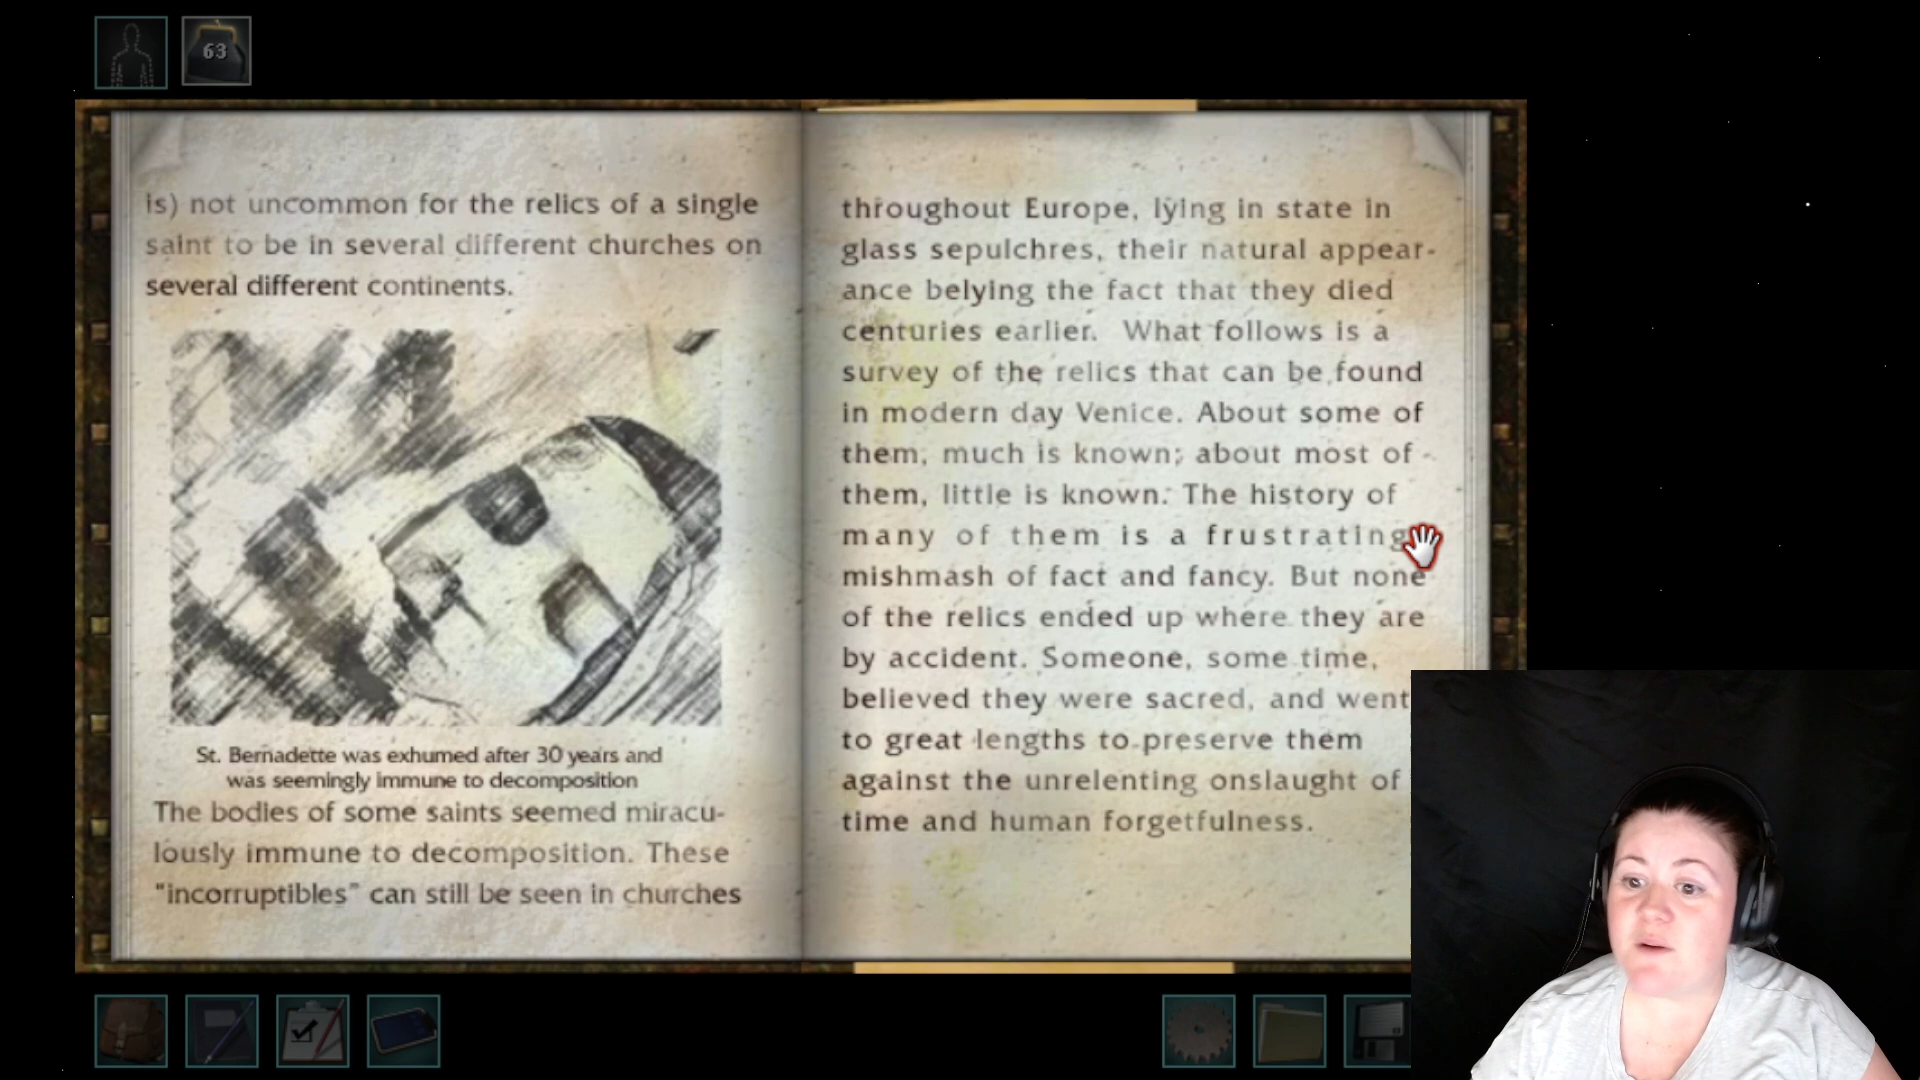 63
is) not uncommon for the relics of a single
saint to be in several different churches on
several different continents.
St. Bernadette was exhumed after 30 years and
was seemingly immune to decomposition
The bodies of some saints seemed miracu-
lously immune to decomposition. These
"incorruptibles" can still be seen in churches
throughout Europe, lying in state in
glass sepulchres, their natural appear-
ance belying the fact that they died
centuries earlier. What follows is a
survey of the relics that can be found
in modern day Venice. About some of
them, much is known; about most of
them, little is known. The history of
many of them is a frustrating
mishmash of fact and fancy. But none
of the relics ended up where they are
by accident. Someone, some time,
believed they were sacred, and went
to great lengths to preserve them
against the unrelenting onslaught of
time and human forgetfulness.